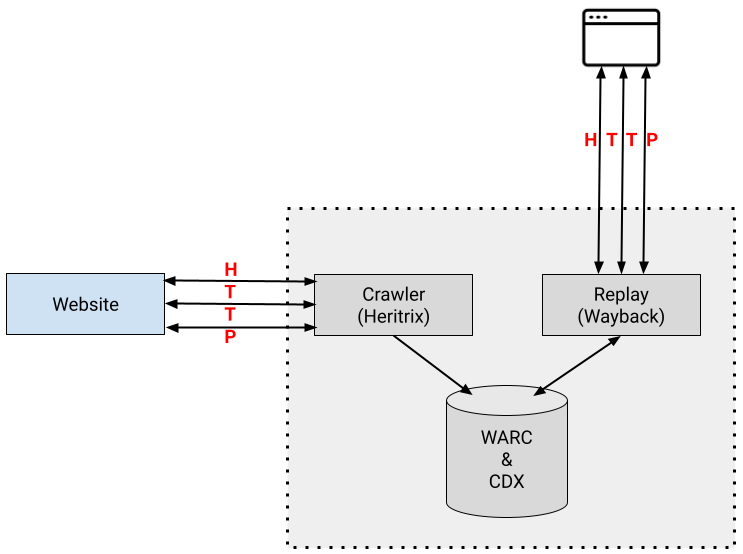 H T T P
H
T
T
P
Website
Crawler
(Heritrix)
Replay
(Wayback)
WARC
&
CDX